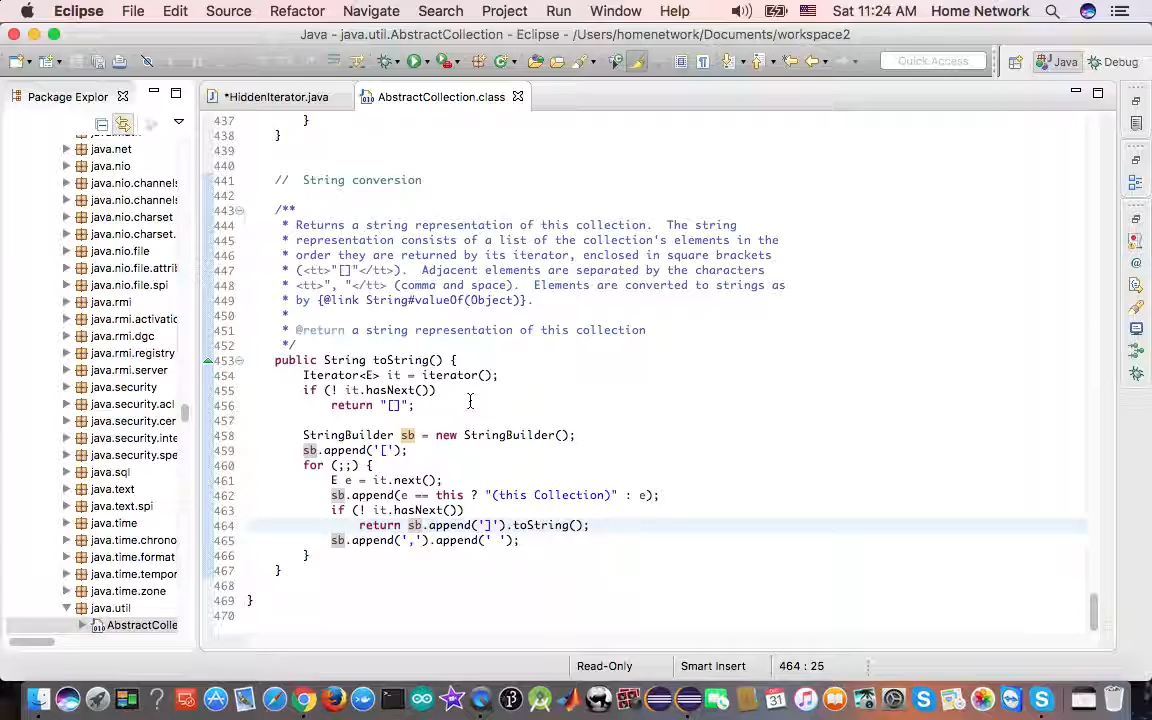 Eclipse File Edit Source Refactor Navigate Search Project Run Window Help Sat 11:24 AM Home Network
Java - java.util.AbstractCollection.class - Eclipse - /Users/homenetwork/Documents/workspace2
Quick Access Java Debug
Package Explor
*HiddenIterator.java AbstractCollection.class
java.net
java.nio
java.nio.channels
java.nio.channels
java.nio.charset
java.nio.charset.
java.nio.file
java.nio.file.attrib
java.nio.file.spi
java.rmi
java.rmi.activatic
java.rmi.dgc
java.rmi.registry
java.rmi.server
java.security
java.security.acl
java.security.cer
java.security.inte
java.security.spe
java.sql
java.text
java.text.spi
java.time
java.time.chrono
java.time.format
java.time.tempor
java.time.zone
java.util
AbstractColle
437 }
438 }
439
440
441 // String conversion
442
443 /**
444 * Returns a string representation of this collection. The string
445 * representation consists of a list of the collection's elements in the
446 * order they are returned by its iterator, enclosed in square brackets
447 * (<tt>"[]"</tt>). Adjacent elements are separated by the characters
448 * <tt>", "</tt> (comma and space). Elements are converted to strings as
449 * by {@link String#valueOf(Object)}.
450 *
451 * @return a string representation of this collection
452 */
453 public String toString() {
454 Iterator<E> it = iterator();
455 if (! it.hasNext())
456 return "[]";
457
458 StringBuilder sb = new StringBuilder();
459 sb.append('[');
460 for (;;) {
461 E e = it.next();
462 sb.append(e == this ? "(this Collection)" : e);
463 if (! it.hasNext())
464 return sb.append(']').toString();
465 sb.append(',').append(' ');
466 }
467 }
468
469 }
470
Read-Only Smart Insert 464 : 25